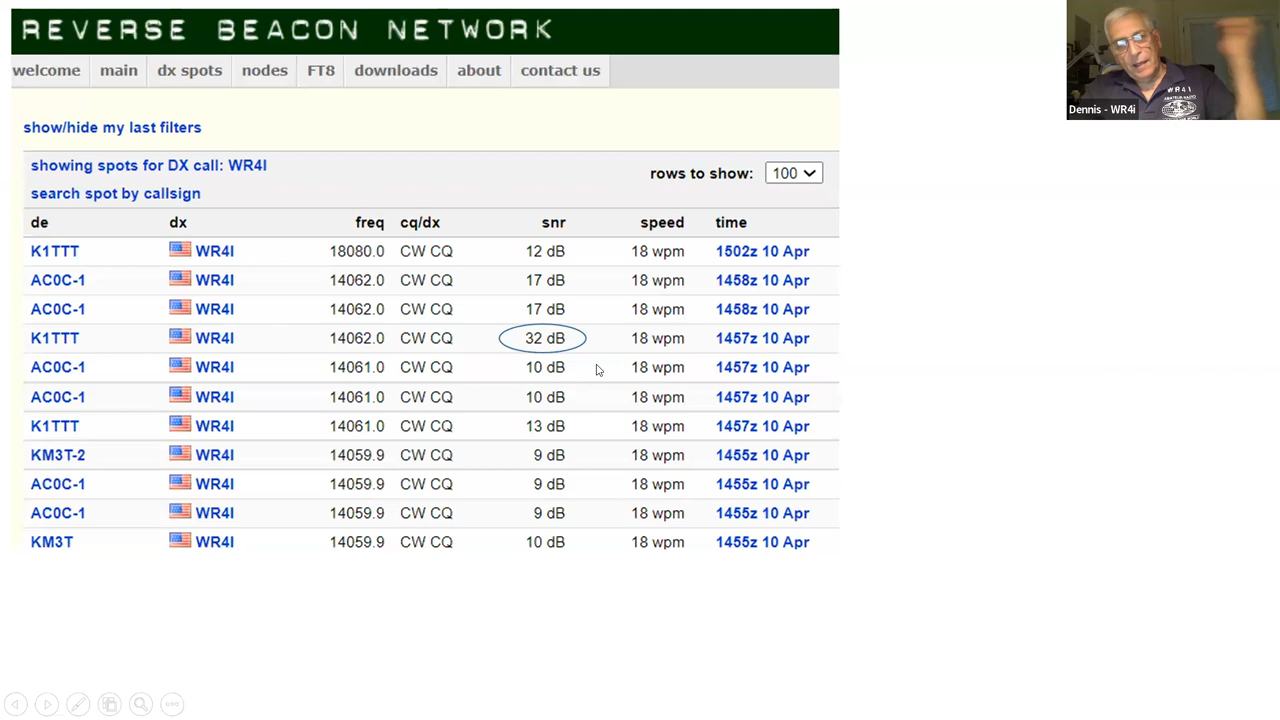 REVERSE BEACON NETWORK
welcome main dx spots nodes FT8 downloads about contact us
show/hide my last filters
showing spots for DX call: WR4I
rows to show: 100
search spot by callsign
de dx freq cq/dx snr speed time
K1TTT WR4I 18080.0 CW CQ 12 dB 18 wpm 1502z 10 Apr
AC0C-1 WR4I 14062.0 CW CQ 17 dB 18 wpm 1458z 10 Apr
AC0C-1 WR4I 14062.0 CW CQ 17 dB 18 wpm 1458z 10 Apr
K1TTT WR4I 14062.0 CW CQ 32 dB 18 wpm 1457z 10 Apr
AC0C-1 WR4I 14061.0 CW CQ 10 dB 18 wpm 1457z 10 Apr
AC0C-1 WR4I 14061.0 CW CQ 10 dB 18 wpm 1457z 10 Apr
K1TTT WR4I 14061.0 CW CQ 13 dB 18 wpm 1457z 10 Apr
KM3T-2 WR4I 14059.9 CW CQ 9 dB 18 wpm 1455z 10 Apr
AC0C-1 WR4I 14059.9 CW CQ 9 dB 18 wpm 1455z 10 Apr
AC0C-1 WR4I 14059.9 CW CQ 9 dB 18 wpm 1455z 10 Apr
KM3T WR4I 14059.9 CW CQ 10 dB 18 wpm 1455z 10 Apr
WR4I
AMATEUR RADIO
Dennis - WR4i